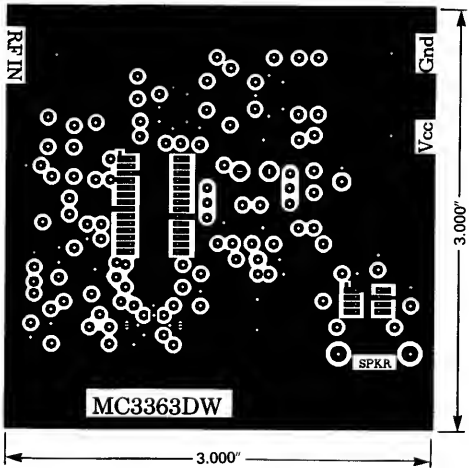 RF IN
Gnd
Vcc
3.000"
SPKR
MC3363DW
3.000"